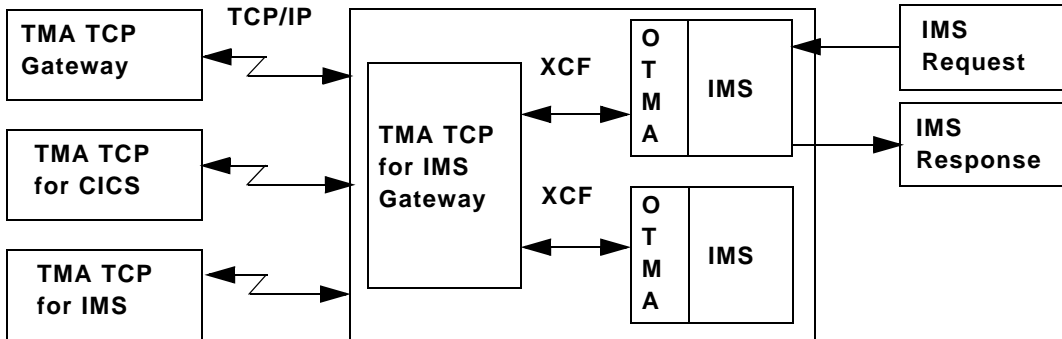 TMA TCP
Gateway
TCP/IP
TMA TCP
for CICS
TMA TCP
for IMS
TMA TCP
for IMS
Gateway
XCF
XCF
O
T
M
A
IMS
O
T
M
A
IMS
IMS
Request
IMS
Response